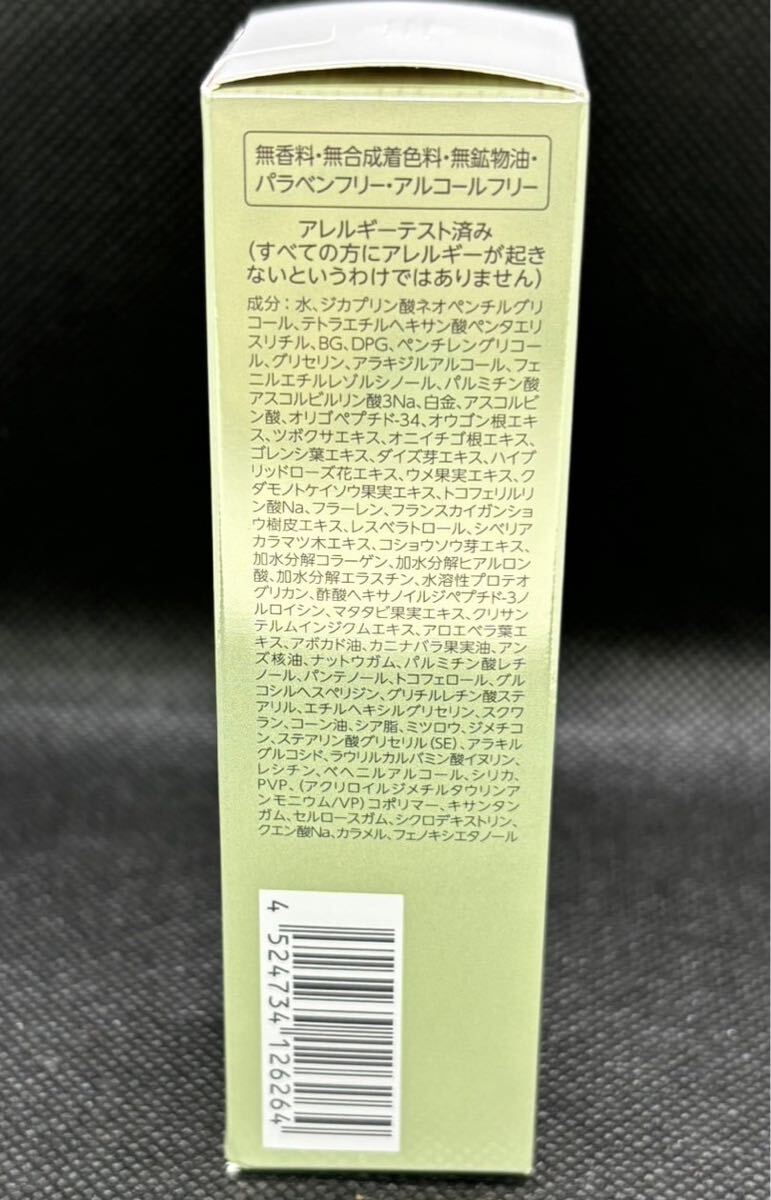 無香料・無合成着色料・無鉱物油・
パラベンフリー・アルコールフリー
アレルギーテスト済み
(すべての方にアレルギーが起き
ないというわけではありません)
成分：水、ジカプリン酸ネオペンチルグリ
コール、テトラエチルヘキサン酸ペンタエリ
スリチル、BG、DPG、ペンチレングリコー
ル、グリセリン、アラキジルアルコール、フェ
ニルエチルレゾルシノール、パルミチン酸
アスコルビルリン酸3Na、白金、アスコルビ
ン酸、オリゴペプチド-34、オウゴン根エキ
ス、ツボクサエキス、オニイチゴ根エキス、
ゴレンシ葉エキス、ダイズ芽エキス、ハイブ
リッドローズ花エキス、ウメ果実エキス、ク
ダモノトケイソウ果実エキス、トコフェリルリ
ン酸Na、フラーレン、フランスカイガンショ
ウ樹皮エキス、レスベラトロール、シベリア
カラマツ木エキス、コショウソウ芽エキス、
加水分解コラーゲン、加水分解ヒアルロン
酸、加水分解エラスチン、水溶性プロテオ
グリカン、酢酸ヘキサノイルジペプチド-3ノ
ルロイシン、マタタビ果実エキス、クリサン
テルムインジクムエキス、アロエベラ葉エ
キス、アボカド油、カニナバラ果実油、アン
ズ核油、ナットウガム、パルミチン酸レチ
ノール、パンテノール、トコフェロール、グル
コシルヘスペリジン、グリチルレチン酸ステ
アリル、エチルヘキシルグリセリン、スクワ
ラン、コーン油、シア脂、ミツロウ、ジメチコ
ン、ステアリン酸グリセリル(SE)、アラキル
グルコシド、ラウリルカルバミン酸イヌリン、
レシチン、ベヘニルアルコール、シリカ、
PVP、(アクリロイルジメチルタウリンア
ンモニウム/VP)コポリマー、キサンタン
ガム、セルロースガム、シクロデキストリン、
クエン酸Na、カラメル、フェノキシエタノール
4 524734 126264